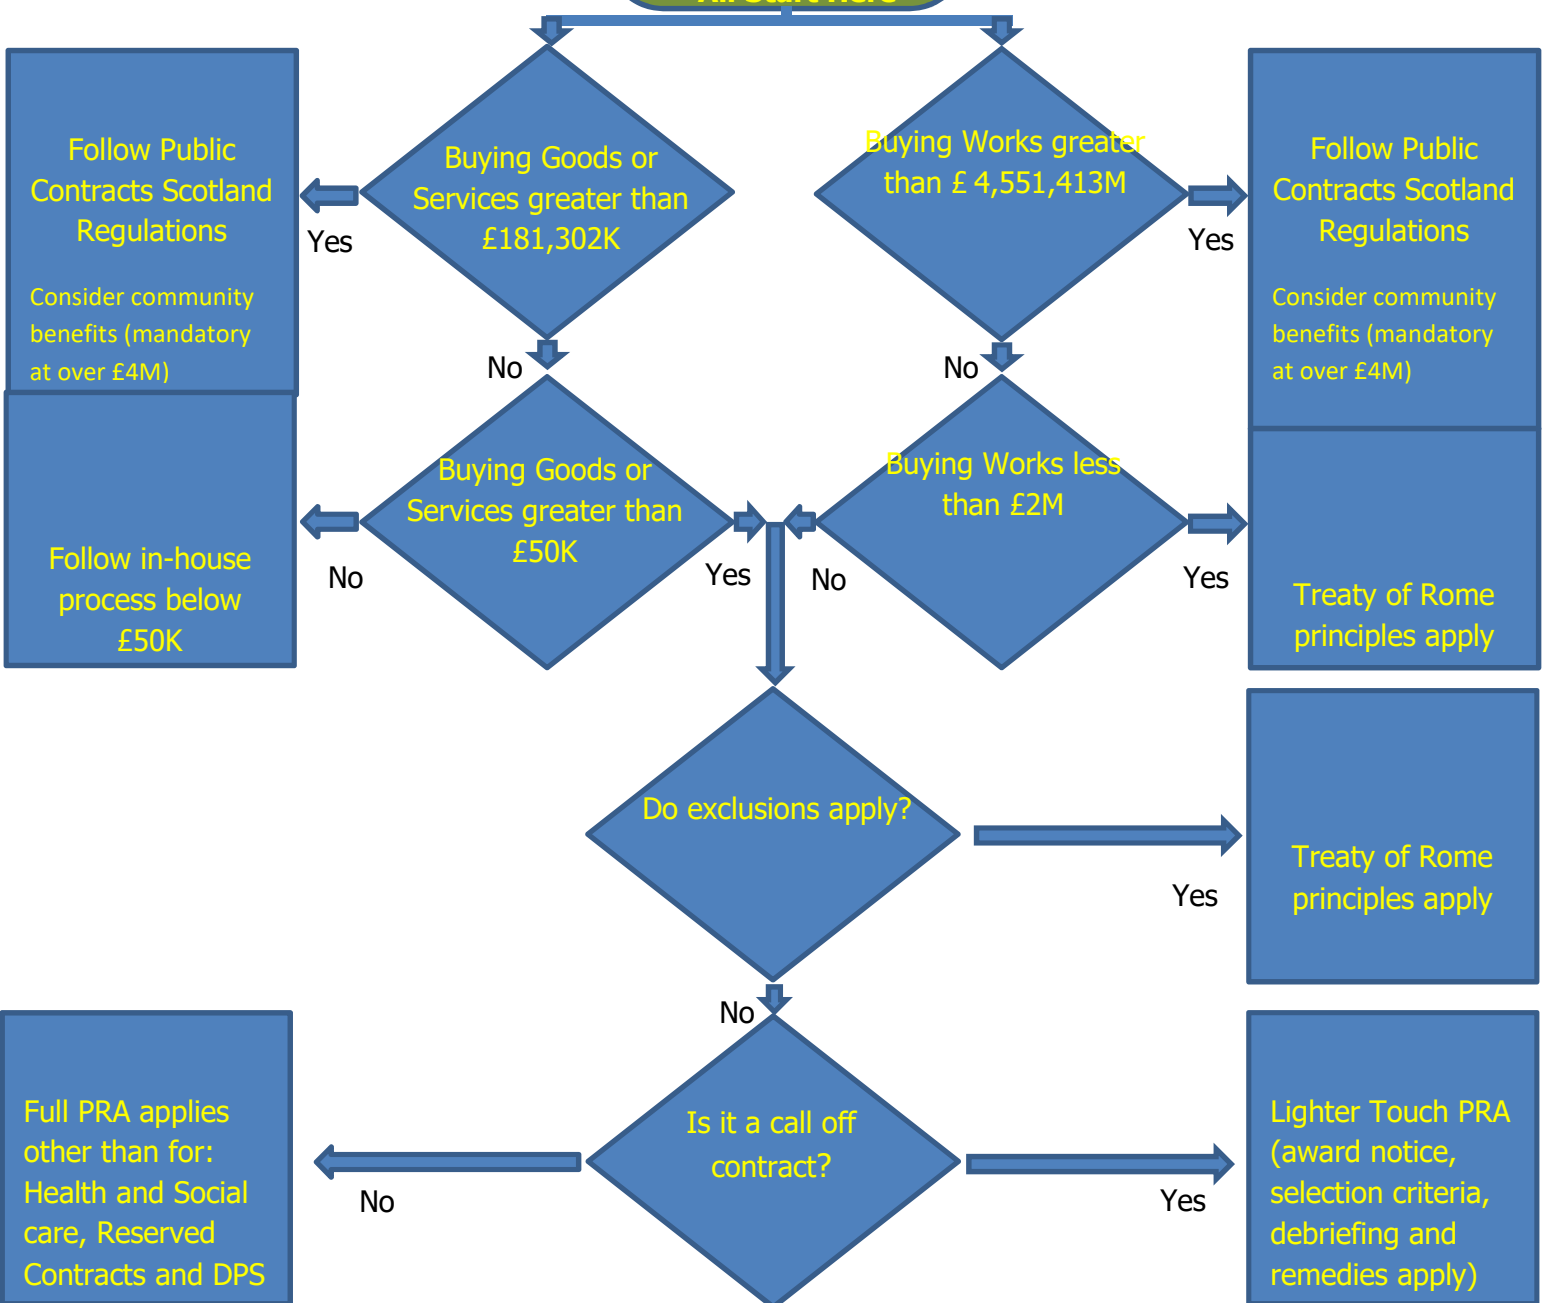 All Start Here
Follow Public
Contracts Scotland
Regulations
Consider community
benefits (mandatory
at over £4M)
Yes
Buying Goods or
Services greater than
£181,302K
Buying Works greater
than £ 4,551,413M
Yes
Follow Public
Contracts Scotland
Regulations
Consider community
benefits (mandatory
at over £4M)
No
No
Follow in-house
process below
£50K
No
Buying Goods or
Services greater than
£50K
Yes
No
Buying Works less
than £2M
Yes
Treaty of Rome
principles apply
Do exclusions apply?
Yes
Treaty of Rome
principles apply
No
Full PRA applies
other than for:
Health and Social
care, Reserved
Contracts and DPS
No
Is it a call off
contract?
Yes
Lighter Touch PRA
(award notice,
selection criteria,
debriefing and
remedies apply)